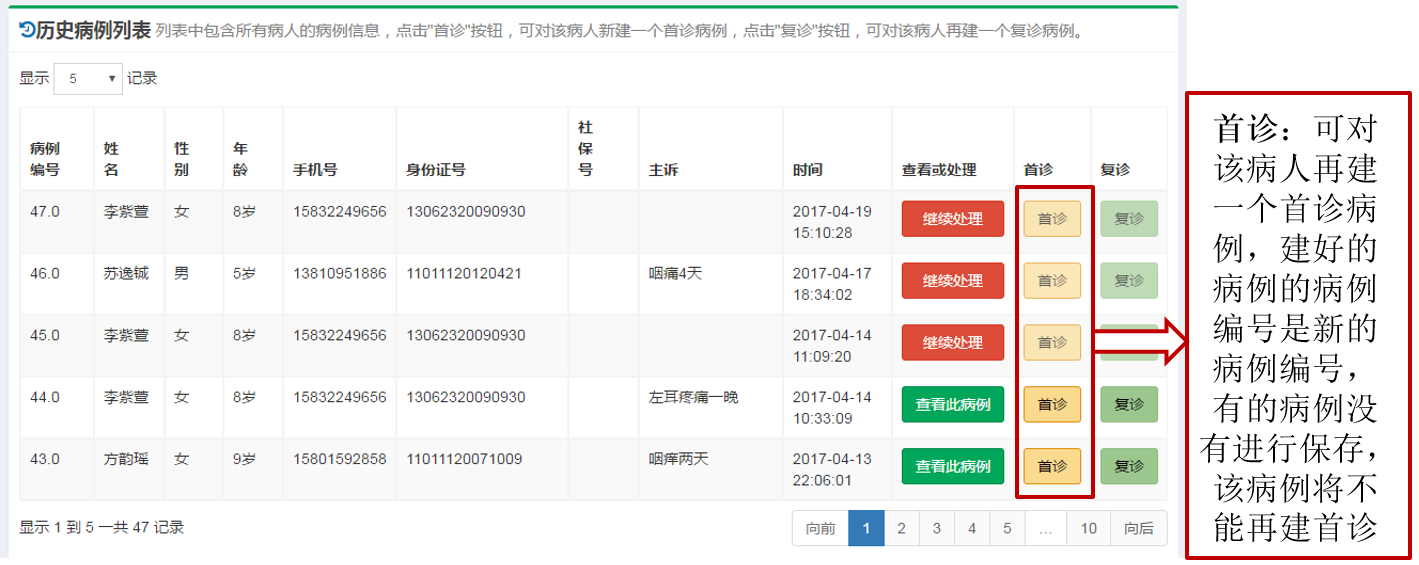 历史病例列表 列表中包含所有病人的病例信息，点击"首诊"按钮，可对该病人新建一个首诊病例，点击"复诊"按钮，可对该病人再建一个复诊病例。
显示 5 记录
病例编号 姓名 性别 年龄 手机号 身份证号 社保号 主诉 时间 查看或处理 首诊 复诊
47.0 李紫萱 女 8岁 15832249656 13062320090930 2017-04-19 15:10:28 继续处理 首诊 复诊
46.0 苏逸铖 男 5岁 13810951886 11011120120421 咽痛4天 2017-04-17 18:34:02 继续处理 首诊 复诊
45.0 李紫萱 女 8岁 15832249656 13062320090930 2017-04-14 11:09:20 继续处理 首诊
44.0 李紫萱 女 8岁 15832249656 13062320090930 左耳疼痛一晚 2017-04-14 10:33:09 查看此病例 首诊 复诊
43.0 方韵瑶 女 9岁 15801592858 11011120071009 咽痒两天 2017-04-13 22:06:01 查看此病例 首诊 复诊
显示 1 到 5 一共 47 记录
向前 1 2 3 4 5 … 10 向后
首诊：可对
该病人再建
一个首诊病
例，建好的
病例的病例
编号是新的
病例编号，
有的病例没
有进行保存，
该病例将不
能再建首诊